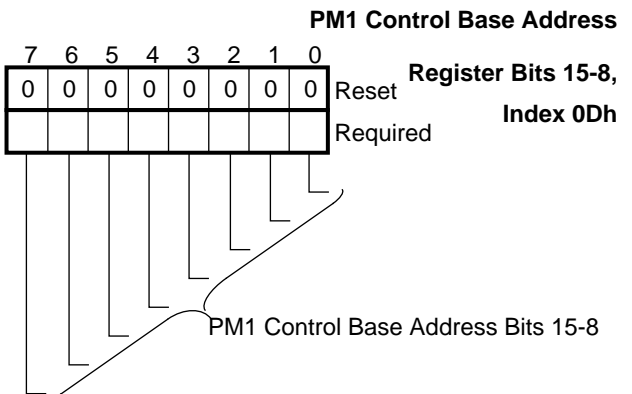 PM1 Control Base Address
7 6 5 4 3 2 1 0
Register Bits 15-8,
0 0 0 0 0 0 0 0 Reset
Index 0Dh
Required
PM1 Control Base Address Bits 15-8